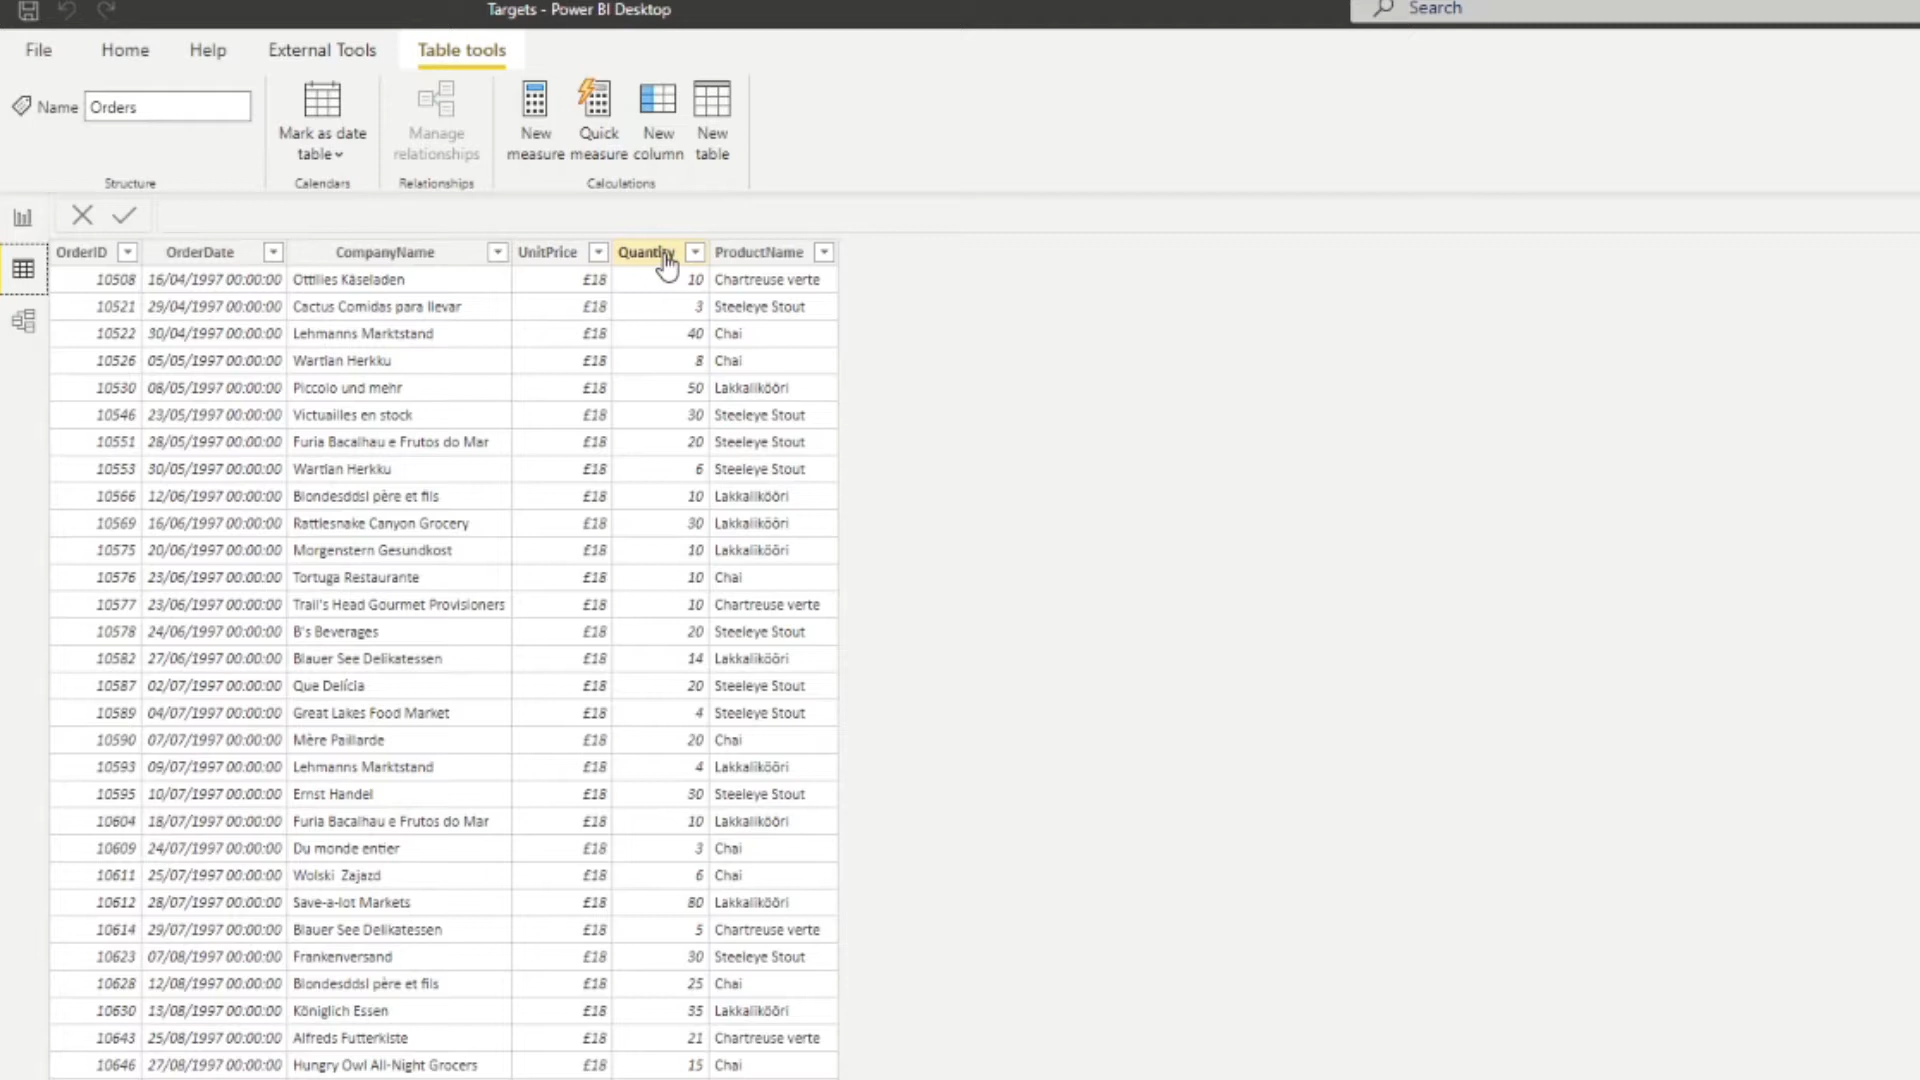 Targets - Power BI Desktop
Search
File Home Help External Tools Table tools
Name Orders
Mark as date table
Manage relationships
New measure
Quick measure
New column
New table
Structure Calendars Relationships Calculations
OrderID OrderDate CompanyName UnitPrice Quantity ProductName
10508 16/04/1997 00:00:00 Ottilies Käseladen £18 10 Chartreuse verte
10521 29/04/1997 00:00:00 Cactus Comidas para llevar £18 3 Steeleye Stout
10522 30/04/1997 00:00:00 Lehmanns Marktstand £18 40 Chai
10526 05/05/1997 00:00:00 Wartian Herkku £18 8 Chai
10530 08/05/1997 00:00:00 Piccolo und mehr £18 50 Lakkalikööri
10546 23/05/1997 00:00:00 Victuailles en stock £18 30 Steeleye Stout
10551 28/05/1997 00:00:00 Furia Bacalhau e Frutos do Mar £18 20 Steeleye Stout
10553 30/05/1997 00:00:00 Wartian Herkku £18 6 Steeleye Stout
10566 12/06/1997 00:00:00 Blondesddsl père et fils £18 10 Lakkalikööri
10569 16/06/1997 00:00:00 Rattlesnake Canyon Grocery £18 30 Lakkalikööri
10575 20/06/1997 00:00:00 Morgenstern Gesundkost £18 10 Lakkalikööri
10576 23/06/1997 00:00:00 Tortuga Restaurante £18 10 Chai
10577 23/06/1997 00:00:00 Trail's Head Gourmet Provisioners £18 10 Chartreuse verte
10578 24/06/1997 00:00:00 B's Beverages £18 20 Steeleye Stout
10582 27/06/1997 00:00:00 Blauer See Delikatessen £18 14 Lakkalikööri
10587 02/07/1997 00:00:00 Que Delícia £18 20 Steeleye Stout
10589 04/07/1997 00:00:00 Great Lakes Food Market £18 4 Steeleye Stout
10590 07/07/1997 00:00:00 Mère Paillarde £18 20 Chai
10593 09/07/1997 00:00:00 Lehmanns Marktstand £18 4 Lakkalikööri
10595 10/07/1997 00:00:00 Ernst Handel £18 30 Steeleye Stout
10604 18/07/1997 00:00:00 Furia Bacalhau e Frutos do Mar £18 10 Lakkalikööri
10609 24/07/1997 00:00:00 Du monde entier £18 3 Chai
10611 25/07/1997 00:00:00 Wolski Zajazd £18 6 Chai
10612 28/07/1997 00:00:00 Save-a-lot Markets £18 80 Lakkalikööri
10614 29/07/1997 00:00:00 Blauer See Delikatessen £18 5 Chartreuse verte
10623 07/08/1997 00:00:00 Frankenversand £18 30 Steeleye Stout
10628 12/08/1997 00:00:00 Blondesddsl père et fils £18 25 Chai
10630 13/08/1997 00:00:00 Königlich Essen £18 35 Lakkalikööri
10643 25/08/1997 00:00:00 Alfreds Futterkiste £18 21 Chartreuse verte
10646 27/08/1997 00:00:00 Hungry Owl All-Night Grocers £18 15 Chai